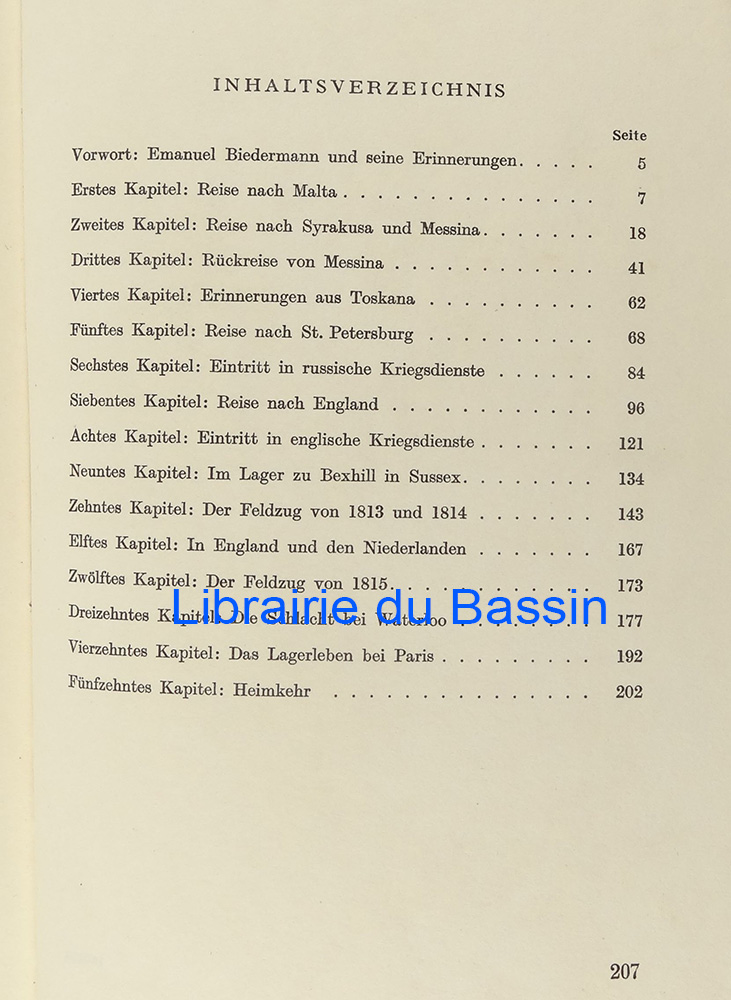 INHALTSVERZEICHNIS
Seite
Vorwort: Emanuel Biedermann und seine Erinnerungen. . . . . 5
Erstes Kapitel: Reise nach Malta . . . . . . . . . . . . . . . 7
Zweites Kapitel: Reise nach Syrakusa und Messina. . . . . . . 18
Drittes Kapitel: Rückreise von Messina . . . . . . . . . . . . 41
Viertes Kapitel: Erinnerungen aus Toskana . . . . . . . . . . 62
Fünftes Kapitel: Reise nach St. Petersburg . . . . . . . . . . 68
Sechstes Kapitel: Eintritt in russische Kriegsdienste . . . . . . 84
Siebentes Kapitel: Reise nach England . . . . . . . . . . . . 96
Achtes Kapitel: Eintritt in englische Kriegsdienste . . . . . . . 121
Neuntes Kapitel: Im Lager zu Bexhill in Sussex. . . . . . . . 134
Zehntes Kapitel: Der Feldzug von 1813 und 1814 . . . . . . . 143
Elftes Kapitel: In England und den Niederlanden . . . . . . . 167
Zwölftes Kapitel: Der Feldzug von 1815. . . . . . . . . . . . 173
Librairie du Bassin
Dreizehntes Kapitel: Die Schlacht bei Waterloo . . . . . . . . 177
Vierzehntes Kapitel: Das Lagerleben bei Paris . . . . . . . . . 192
Fünfzehntes Kapitel: Heimkehr . . . . . . . . . . . . . . . 202
207